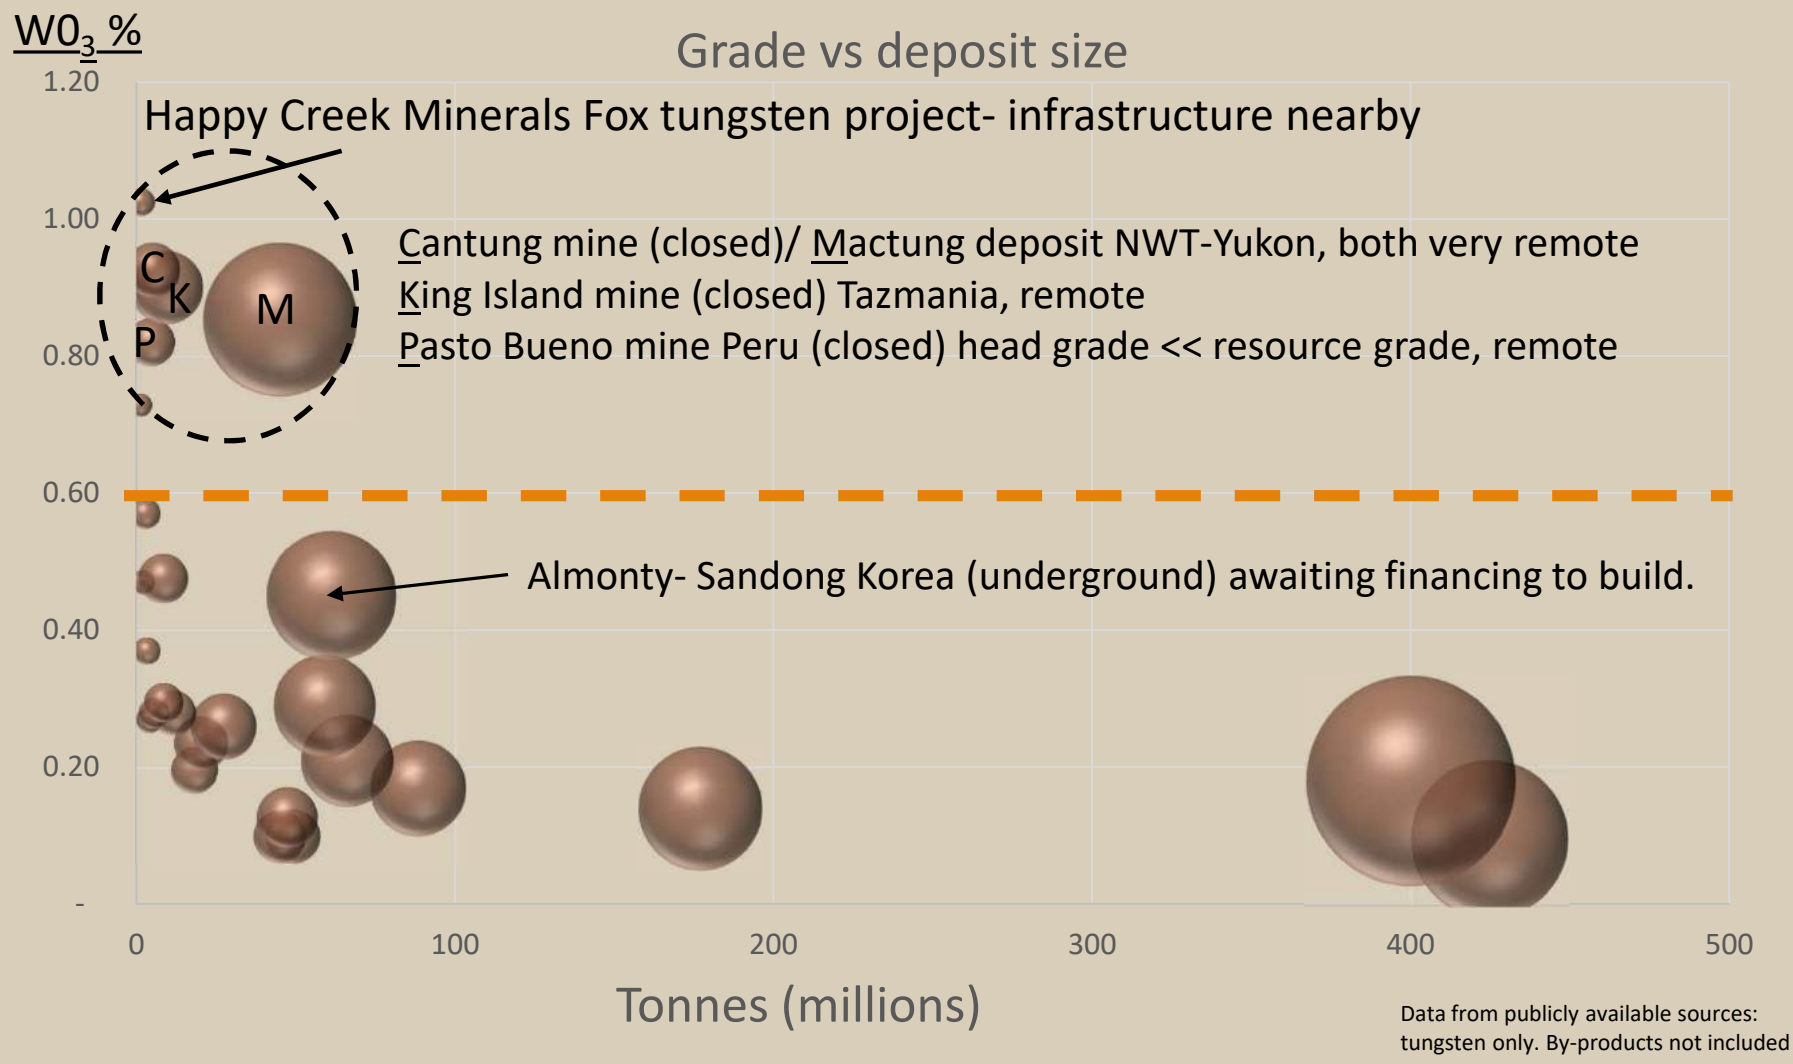 W0₃ %
Grade vs deposit size
1.20
Happy Creek Minerals Fox tungsten project- infrastructure nearby
1.00
Cantung mine (closed)/ Mactung deposit NWT-Yukon, both very remote
C
K
M
King Island mine (closed) Tazmania, remote
P
Pasto Bueno mine Peru (closed) head grade << resource grade, remote
0.80
0.60
Almonty- Sandong Korea (underground) awaiting financing to build.
0.40
0.20
-
0 100 200 300 400 500
Tonnes (millions)
Data from publicly available sources:
tungsten only. By-products not included